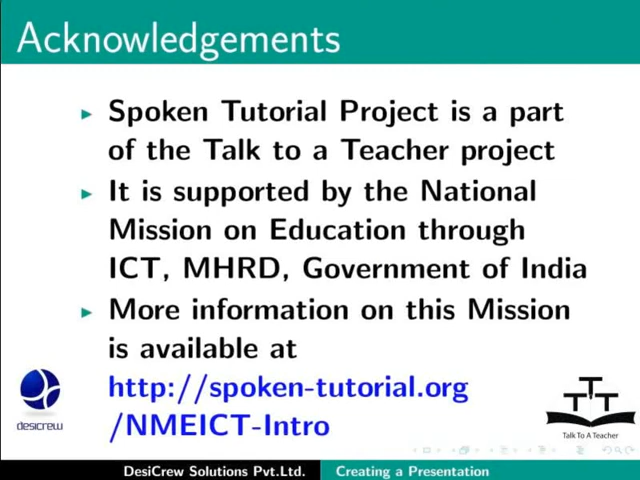 Acknowledgements
Spoken Tutorial Project is a part
of the Talk to a Teacher project
It is supported by the National
Mission on Education through
ICT, MHRD, Government of India
More information on this Mission
is available at
http://spoken-tutorial.org
/NMEICT-Intro
desicrew
T T T
Talk To A Teacher
DesiCrew Solutions Pvt.Ltd.
Creating a Presentation